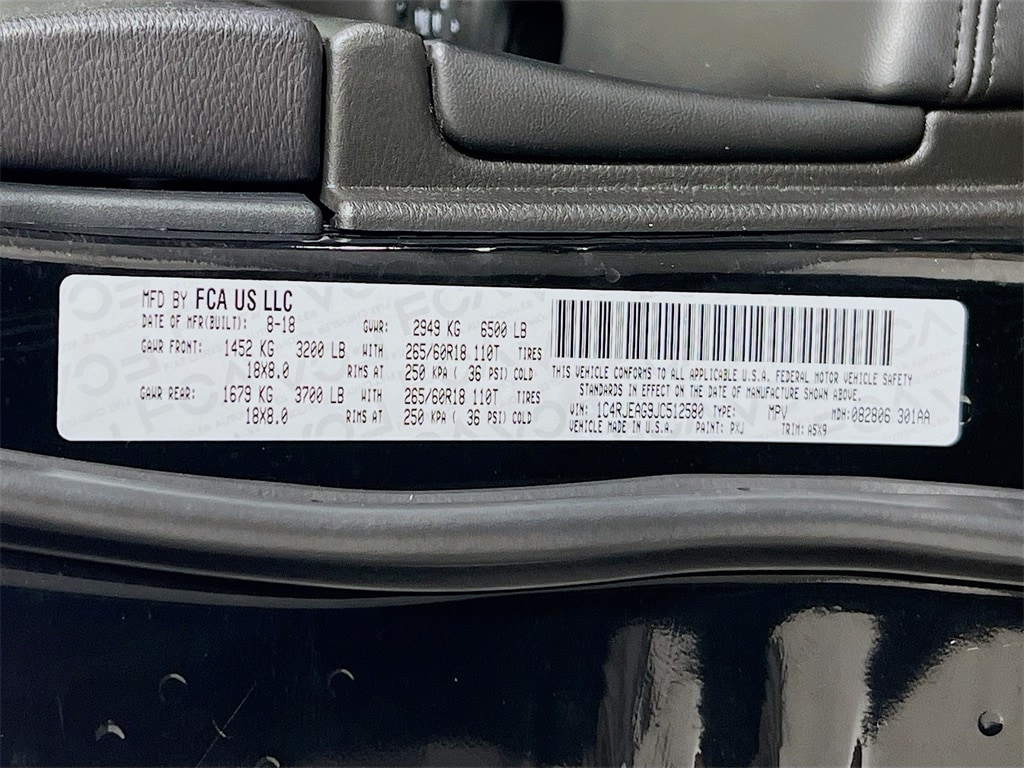 MFD BY FCA US LLC
DATE OF MFR(BUILT): 8-18 GVWR: 2949 KG 6500 LB
GAWR FRONT: 1452 KG 3200 LB WITH 265/60R18 110T TIRES
18X8.0 RIMS AT 250 KPA ( 36 PSI) COLD
GAWR REAR: 1679 KG 3700 LB WITH 265/60R18 110T TIRES
18X8.0 RIMS AT 250 KPA ( 36 PSI) COLD
THIS VEHICLE CONFORMS TO ALL APPLICABLE U.S.A. FEDERAL MOTOR VEHICLE SAFETY
STANDARDS IN EFFECT ON THE DATE OF MANUFACTURE SHOWN ABOVE.
VIN: 1C4RJEAG9JC512580 TYPE: MPV MDH:082806 301AA
VEHICLE MADE IN U.S.A. PAINT: PXJ TRIM: A5X9